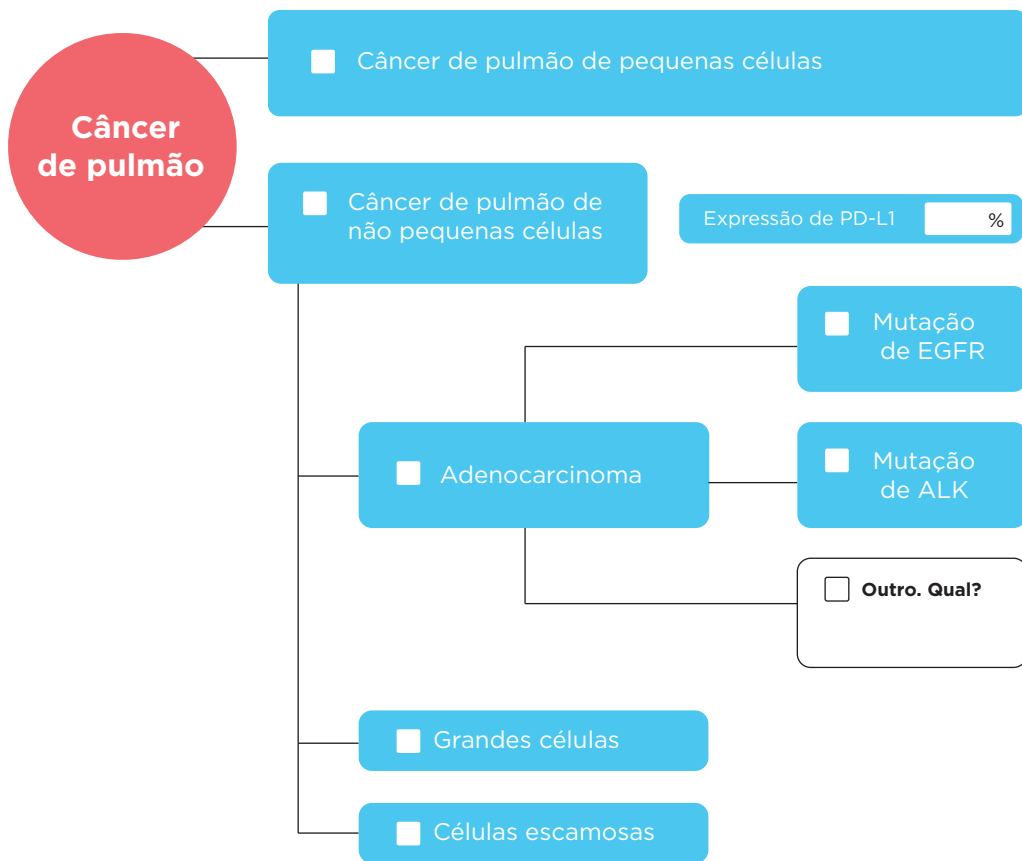 Câncer
de pulmão
Câncer de pulmão de pequenas células
Câncer de pulmão de
não pequenas células
Expressão de PD-L1 %
Mutação
de EGFR
Adenocarcinoma
Mutação
de ALK
Outro. Qual?
Grandes células
Células escamosas